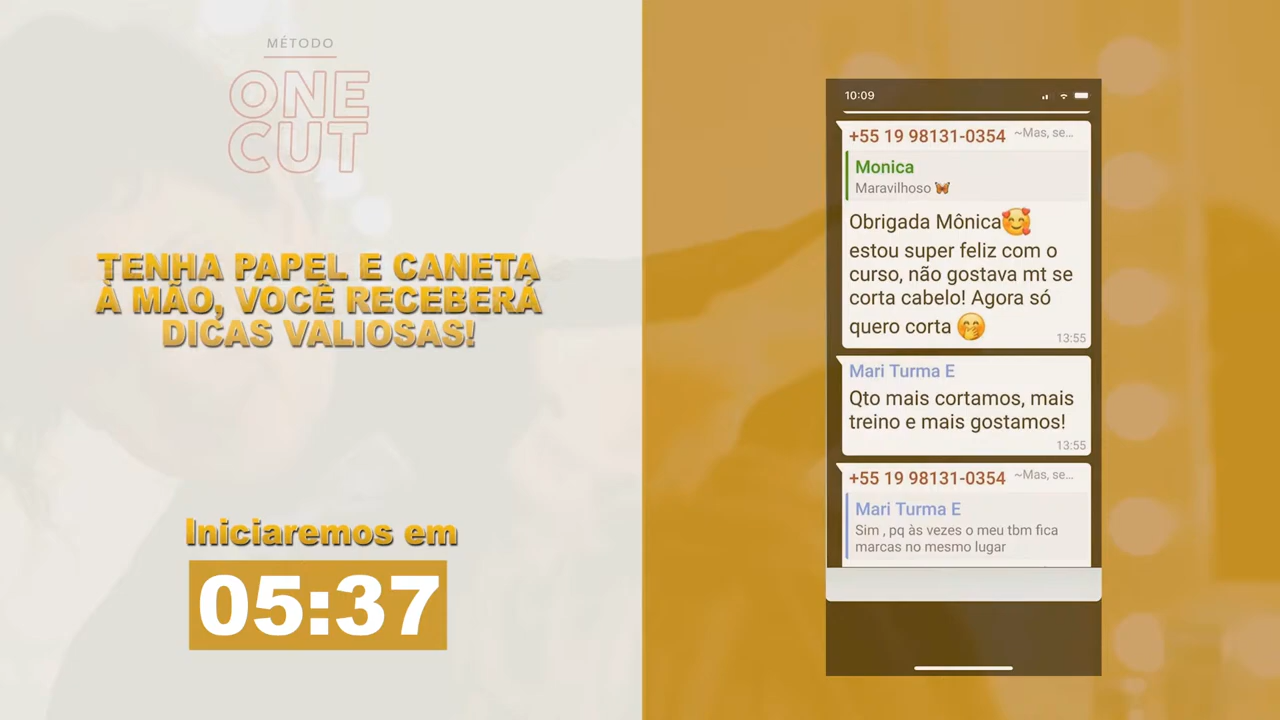 MÉTODO
ONE
CUT
TENHA PAPEL E CANETA
À MÃO, VOCÊ RECEBERÁ
DICAS VALIOSAS!
Iniciaremos em
05:37
10:09
+55 19 98131-0354 ~Mas, se...
Monica
Maravilhoso 🦋
Obrigada Mônica🥰
estou super feliz com o
curso, não gostava mt se
corta cabelo! Agora só
quero corta 🤭
13:55
Mari Turma E
Qto mais cortamos, mais
treino e mais gostamos!
13:55
+55 19 98131-0354 ~Mas, se...
Mari Turma E
Sim , pq às vezes o meu tbm fica
marcas no mesmo lugar